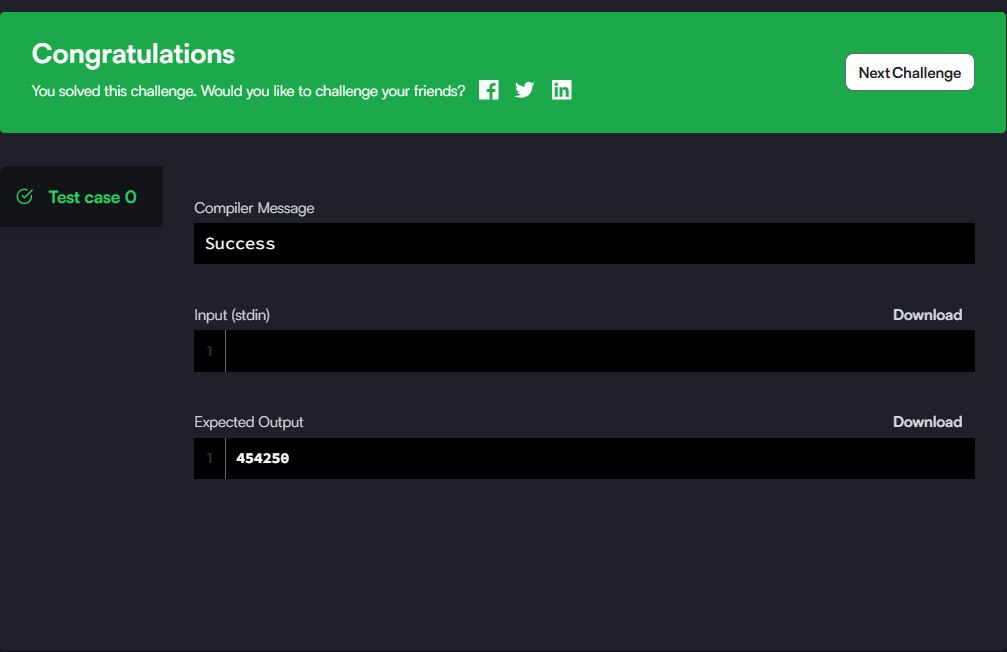 Congratulations
You solved this challenge. Would you like to challenge your friends?
Next Challenge
Test case 0
Compiler Message
Success
Input (stdin)
Download
1
Expected Output
Download
1
454250